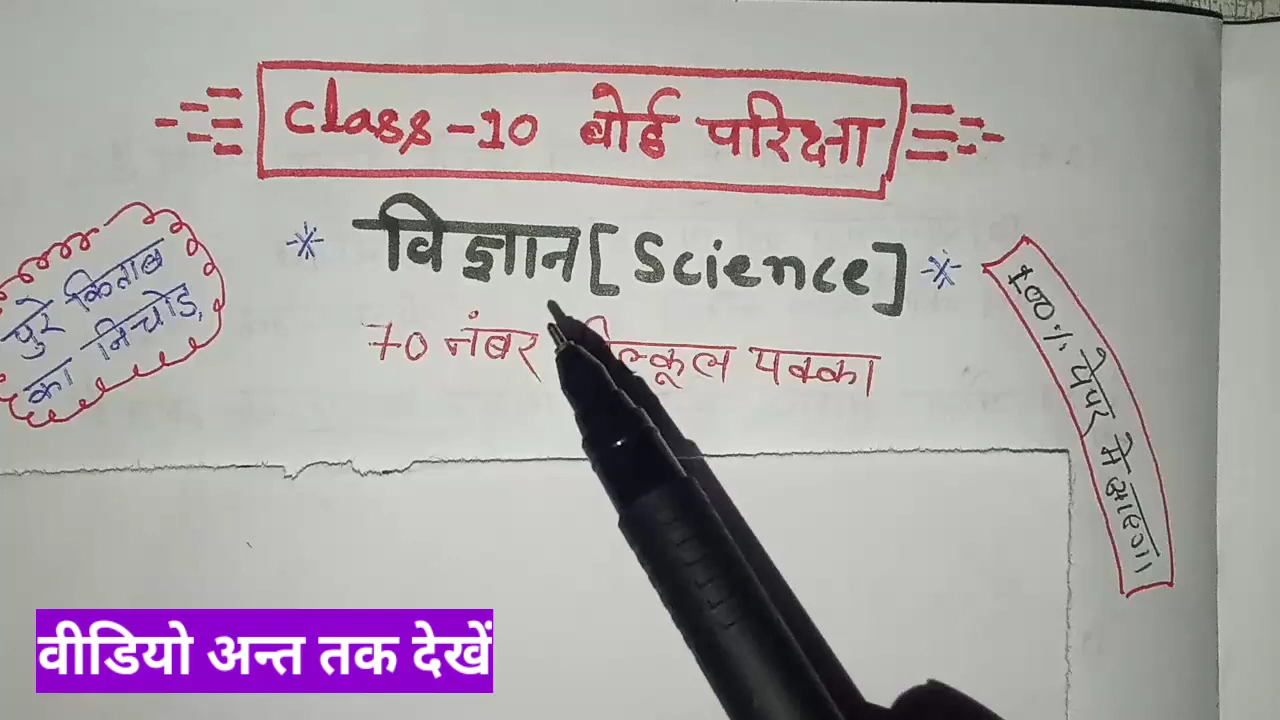 Class-10 बोर्ड परिक्षा
* विज्ञान [Science] *
70 नंबर पक्का
पुरे किताब
का निचोड़,
100% पेपर मे आएगा।
वीडियो अन्त तक देखें